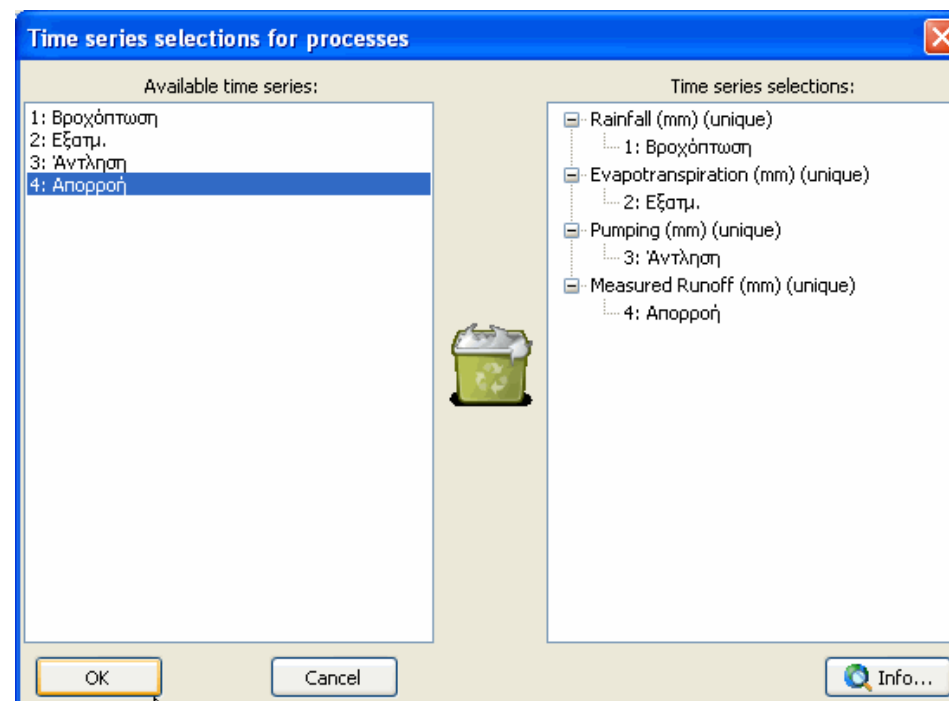 Time series selections for processes
Available time series:
1: Βροχόπτωση
2: Εξατμ.
3: Άντληση
4: Απορροή
Time series selections:
Rainfall (mm) (unique)
1: Βροχόπτωση
Evapotranspiration (mm) (unique)
2: Εξατμ.
Pumping (mm) (unique)
3: Άντληση
Measured Runoff (mm) (unique)
4: Απορροή
OK
Cancel
Info...